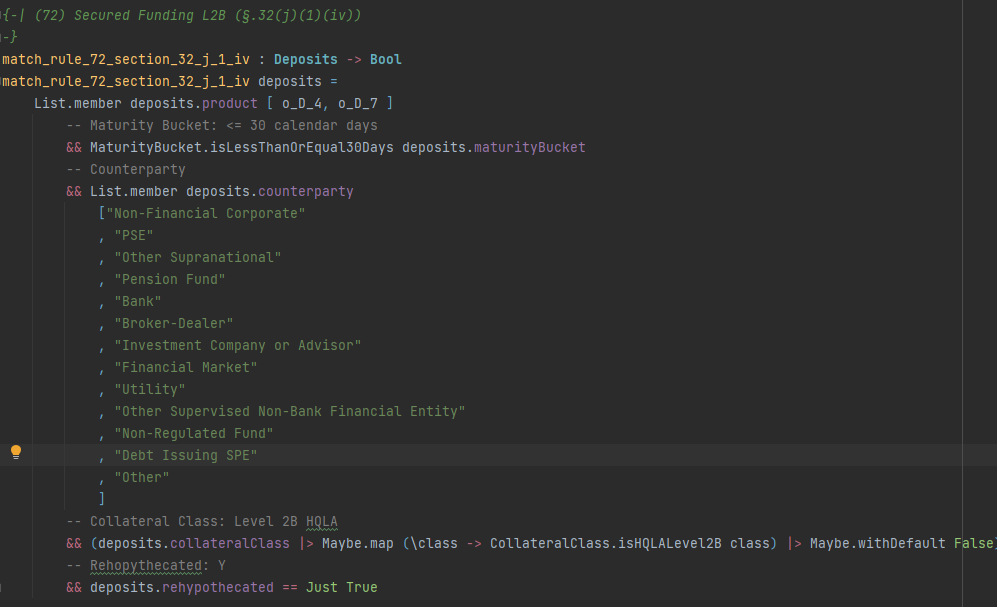 {-| (72) Secured Funding L2B (§.32(j)(1)(iv))
-}
match_rule_72_section_32_j_1_iv : Deposits -> Bool
match_rule_72_section_32_j_1_iv deposits =
    List.member deposits.product [ o_D_4, o_D_7 ]
        -- Maturity Bucket: <= 30 calendar days
        && MaturityBucket.isLessThanOrEqual30Days deposits.maturityBucket
        -- Counterparty
        && List.member deposits.counterparty
            ["Non-Financial Corporate"
            , "PSE"
            , "Other Supranational"
            , "Pension Fund"
            , "Bank"
            , "Broker-Dealer"
            , "Investment Company or Advisor"
            , "Financial Market"
            , "Utility"
            , "Other Supervised Non-Bank Financial Entity"
            , "Non-Regulated Fund"
            , "Debt Issuing SPE"
            , "Other"
            ]
        -- Collateral Class: Level 2B HQLA
        && (deposits.collateralClass |> Maybe.map (\class -> CollateralClass.isHQLALevel2B class) |> Maybe.withDefault False)
        -- Rehopythecated: Y
        && deposits.rehypothecated == Just True